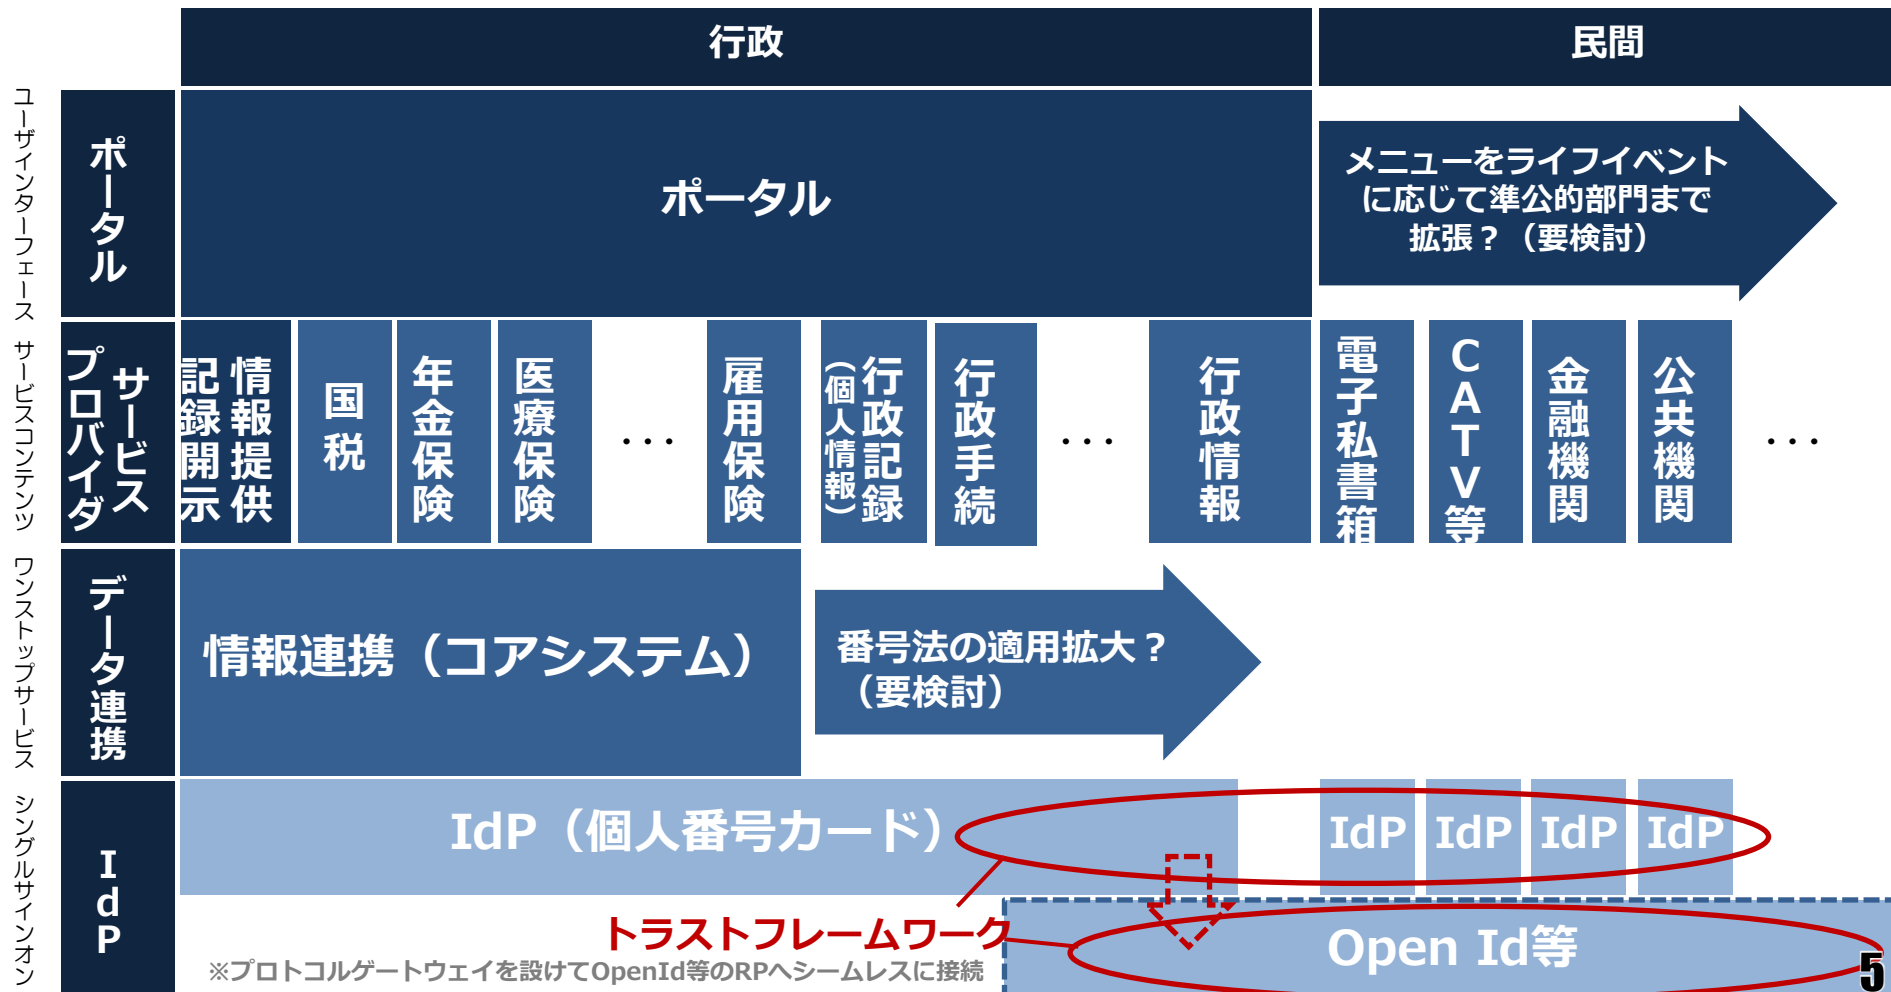 行政
民間
ユーザインターフェース
ポータル
ポータル
メニューをライフイベント
に応じて準公的部門まで
拡張？（要検討）
サービスコンテンツ
サービス
プロバイダ
情報提供
記録開示
国税
年金保険
医療保険
...
雇用保険
行政記録
（個人情報）
行政手続
...
行政情報
電子私書箱
CATV等
金融機関
公共機関
...
ワンストップサービス
データ連携
情報連携（コアシステム）
番号法の適用拡大？
（要検討）
シングルサインオン
IdP
IdP（個人番号カード）
IdP
IdP
IdP
IdP
トラストフレームワーク
Open Id等
※プロトコルゲートウェイを設けてOpenId等のRPへシームレスに接続
5